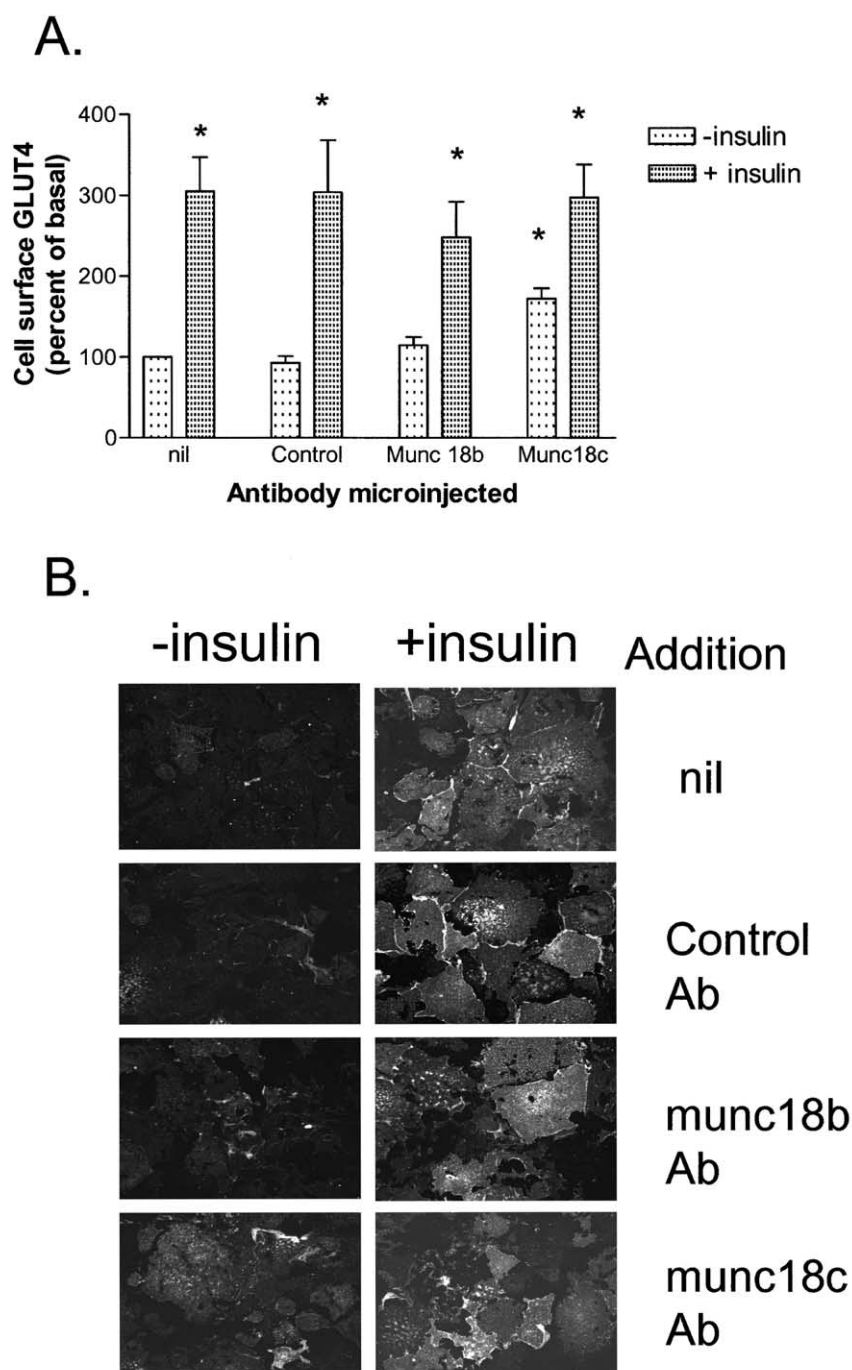 A.
Cell surface GLUT4
(percent of basal)
400
300
200
100
0
*
*
*
*
*
-insulin
+ insulin
nil
Control
Munc 18b
Munc18c
Antibody microinjected
B.
-insulin
+insulin
Addition
nil
Control
Ab
munc18b
Ab
munc18c
Ab